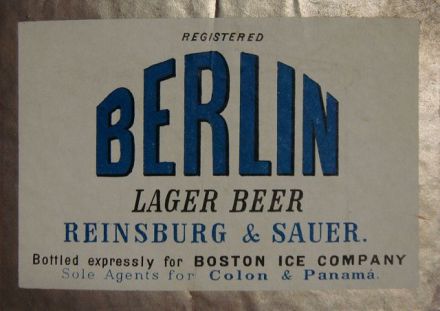 REGISTERED
BERLIN
LAGER BEER
REINSBURG & SAUER.
Bottled expressly for BOSTON ICE COMPANY
Sole Agents for Colon & Panamá.